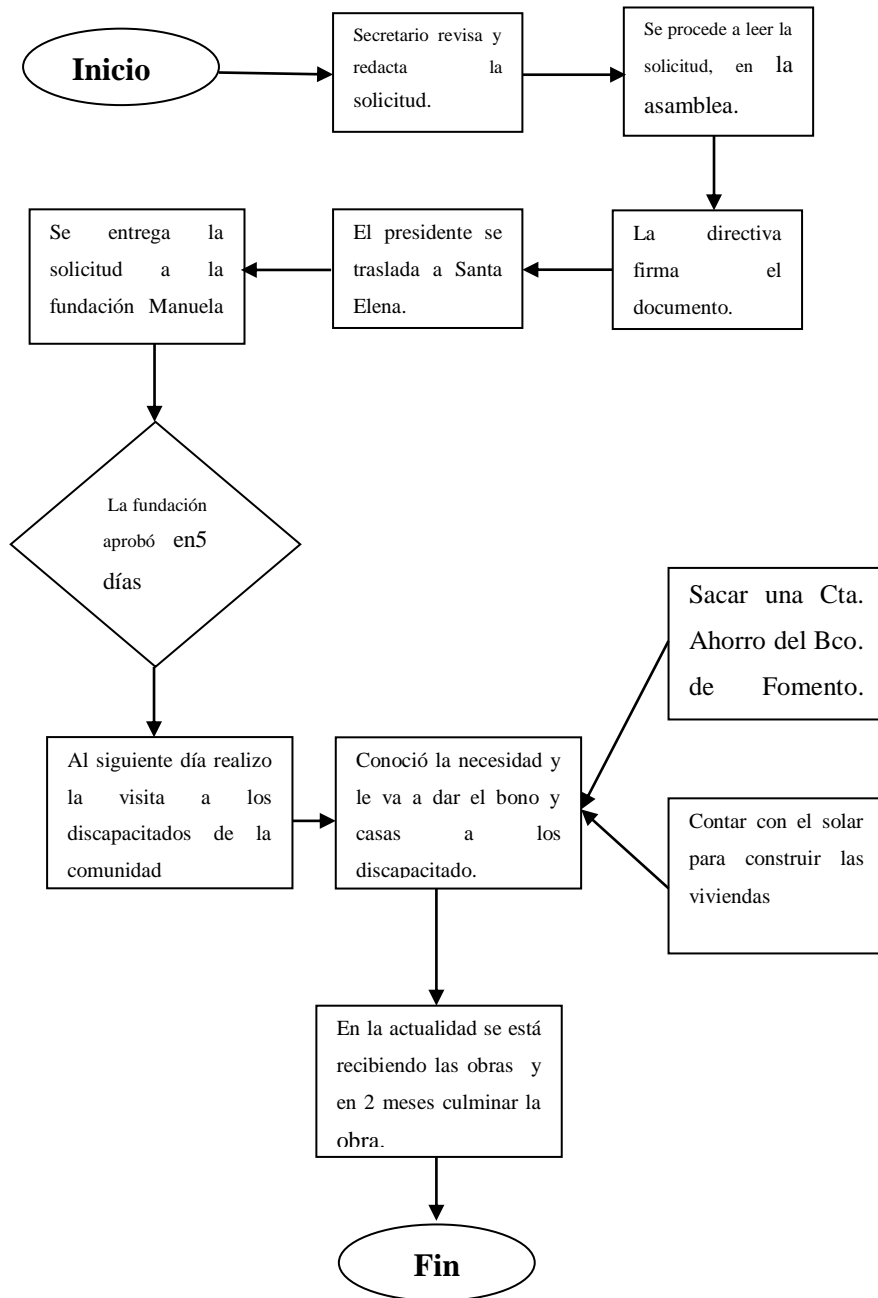 Inicio
Secretario revisa y
redacta la
solicitud.
Se procede a leer la
solicitud, en la
asamblea.
La directiva
firma el
documento.
El presidente se
traslada a Santa
Elena.
Se entrega la
solicitud a la
fundación Manuela
La fundación
aprobó en5
días
Al siguiente día realizo
la visita a los
discapacitados de la
comunidad
Conoció la necesidad y
le va a dar el bono y
casas a los
discapacitado.
Sacar una Cta.
Ahorro del Bco.
de Fomento.
Contar con el solar
para construir las
viviendas
En la actualidad se está
recibiendo las obras y
en 2 meses culminar la
obra.
Fin